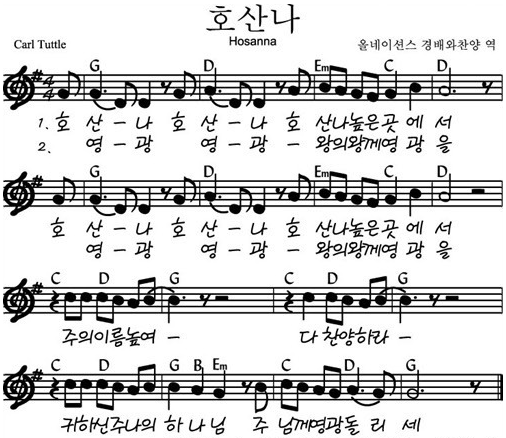 호산나
Hosanna
Carl Tuttle
올네이션스 경배와찬양 역
G D Em C D
4 4
1. 호 산 – 나 호 산 – 나 호 산나높은곳 에 서
2. 영 – 광 영 – 광 – 왕의왕께영 광 을
G D Em C D
호 산 – 나 호 산 – 나 호 산나높은곳 에 서
영 – 광 영 – 광 – 왕의왕께영 광 을
C D G C D G
주의이름높여 – 다 찬양하라 –
C D G B Em C D G
귀하신주나의 하 나 님 주 님께영광돌 리 세